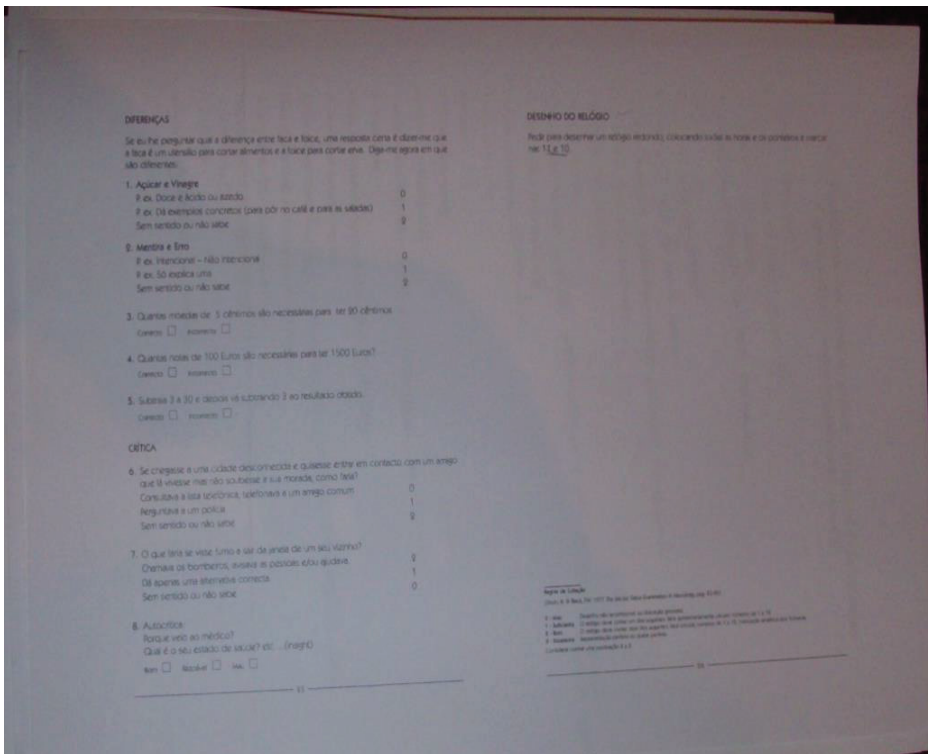 DIFERENÇAS
Se eu lhe perguntar qual a diferença entre faca e foice, uma resposta certa é dizer-me que
a faca é um utensílio para cortar alimentos e a foice para cortar erva. Diga-me agora em que
são diferentes:
1. Açúcar e Vinagre
P. ex. Doce e Ácido ou azedo 0
P. ex. Dá exemplos concretos (para pôr no café e para as saladas) 1
Sem sentido ou não sabe 2
2. Mentira e Erro
P. ex. Intencional – Não intencional 0
P. ex. Só explica uma 1
Sem sentido ou não sabe 2
3. Quantas moedas de 5 cêntimos são necessárias para ter 80 cêntimos
Correcto □ Incorrecto □
4. Quantas notas de 100 Euros são necessárias para ter 1500 Euros?
Correcto □ Incorrecto □
5. Subtraia 3 a 30 e depois vá subtraindo 3 ao resultado obtido.
Correcto □ Incorrecto □
CRÍTICA
6. Se chegasse a uma cidade desconhecida e quisesse entrar em contacto com um amigo
que lá vivesse mas não soubesse a sua morada, como faria?
Consultava a lista telefónica, telefonava a um amigo comum 0
Perguntava a um polícia 1
Sem sentido ou não sabe 2
7. O que faria se visse fumo a sair da janela de um seu vizinho?
Chamava os bombeiros, avisava as pessoas e/ou ajudava 2
Dá apenas uma alternativa correcta 1
Sem sentido ou não sabe 0
8. Autocrítica:
Porque veio ao médico?
Qual é o seu estado de saúde? etc ... (insight)
Bom □ Razoável □ Má □
DESENHO DO RELÓGIO
Pede para desenhar um relógio redondo, colocando todas as horas e os ponteiros a marcar
nas 11 e 10.
Regras de Cotação